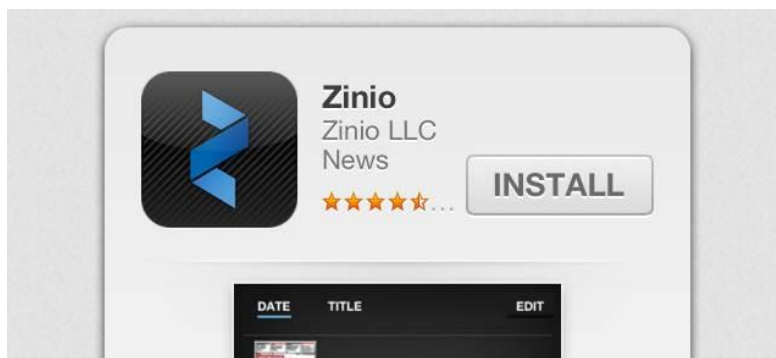 Zinio
Zinio LLC
News
...
INSTALL
DATE TITLE EDIT